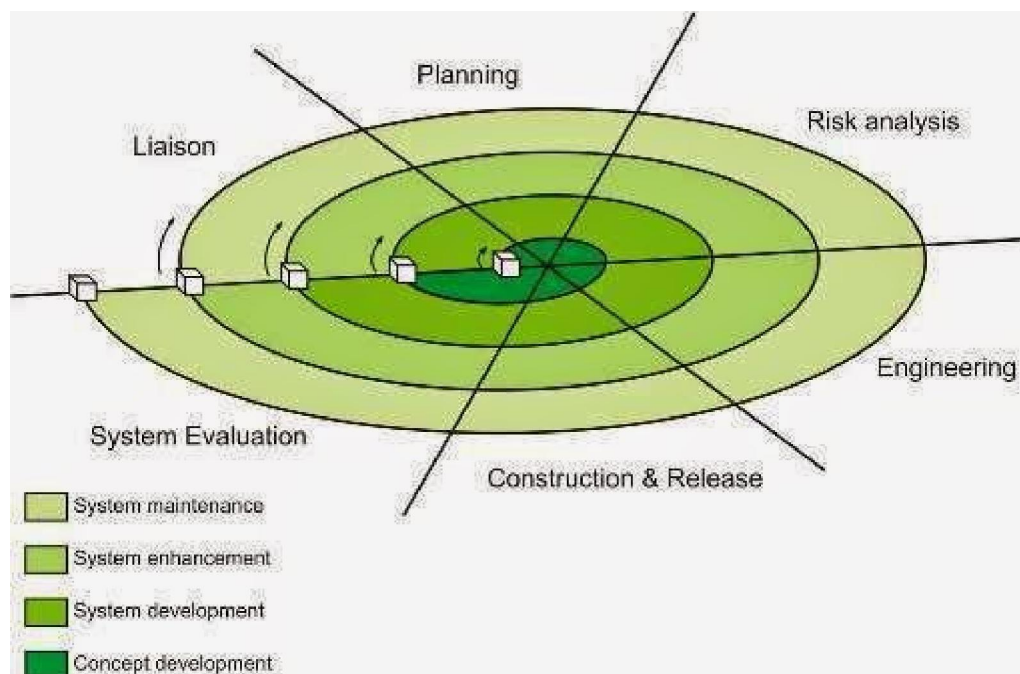 Planning
Risk analysis
Liaison
Engineering
System Evaluation
Construction & Release
System maintenance
System enhancement
System development
Concept development